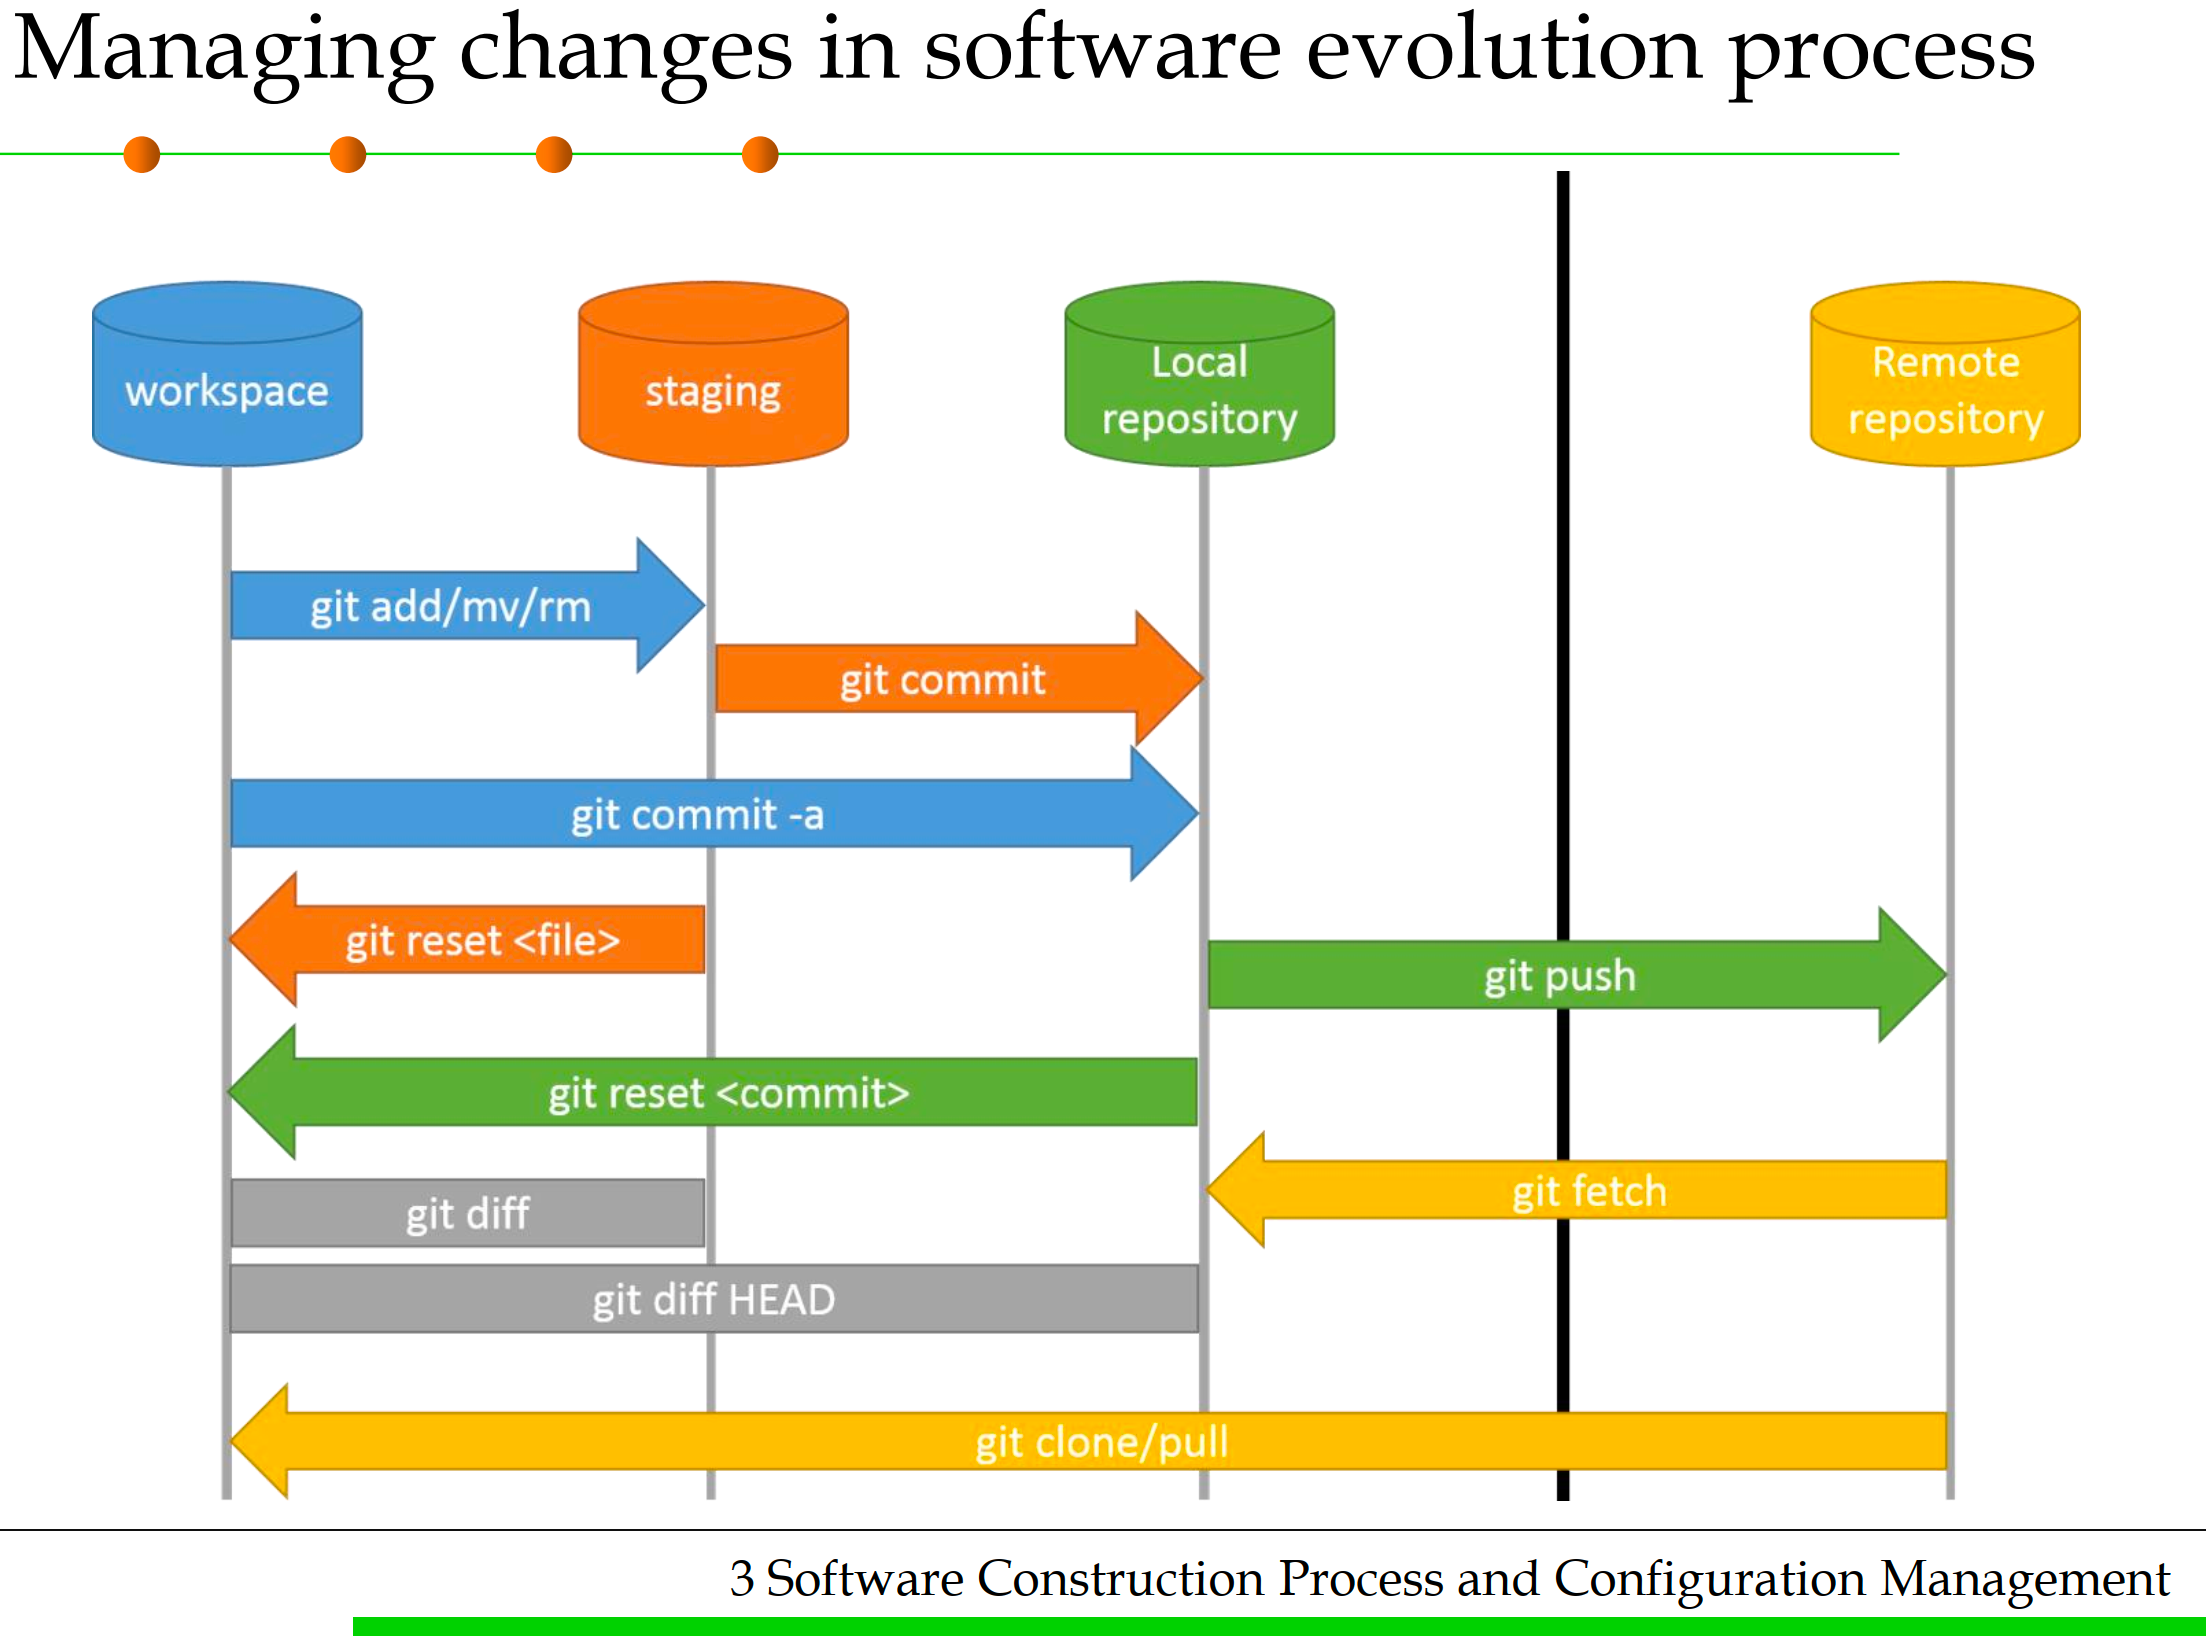 Managing changes in software evolution process
workspace
staging
Local
repository
Remote
repository
git add/mv/rm
git commit
git commit -a
git reset <file>
git push
git reset <commit>
git fetch
git diff
git diff HEAD
git clone/pull
3 Software Construction Process and Configuration Management